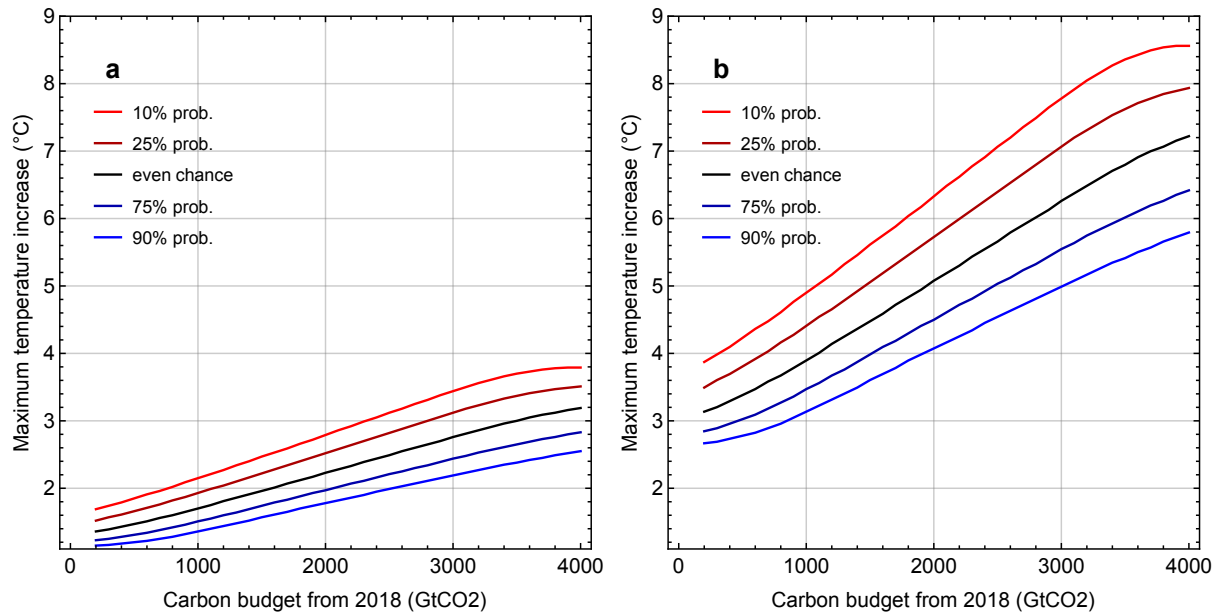 a
10% prob.
25% prob.
even chance
75% prob.
90% prob.
Maximum temperature increase (°C)
9
8
7
6
5
4
3
2
0
1000
2000
3000
4000
Carbon budget from 2018 (GtCO2)
b
10% prob.
25% prob.
even chance
75% prob.
90% prob.
Maximum temperature increase (°C)
9
8
7
6
5
4
3
2
0
1000
2000
3000
4000
Carbon budget from 2018 (GtCO2)